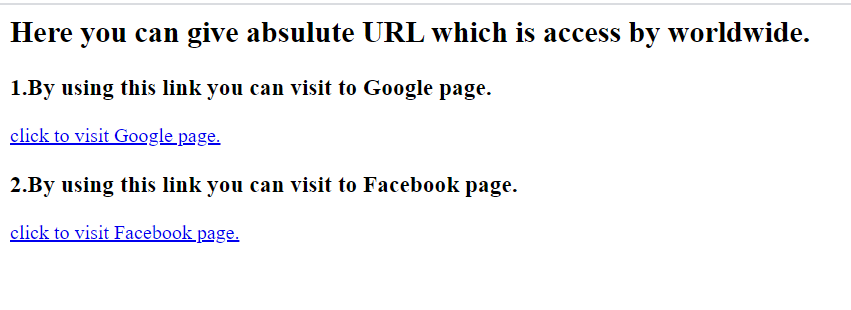 Here you can give absulute URL which is access by worldwide.
1.By using this link you can visit to Google page.
click to visit Google page.
2.By using this link you can visit to Facebook page.
click to visit Facebook page.